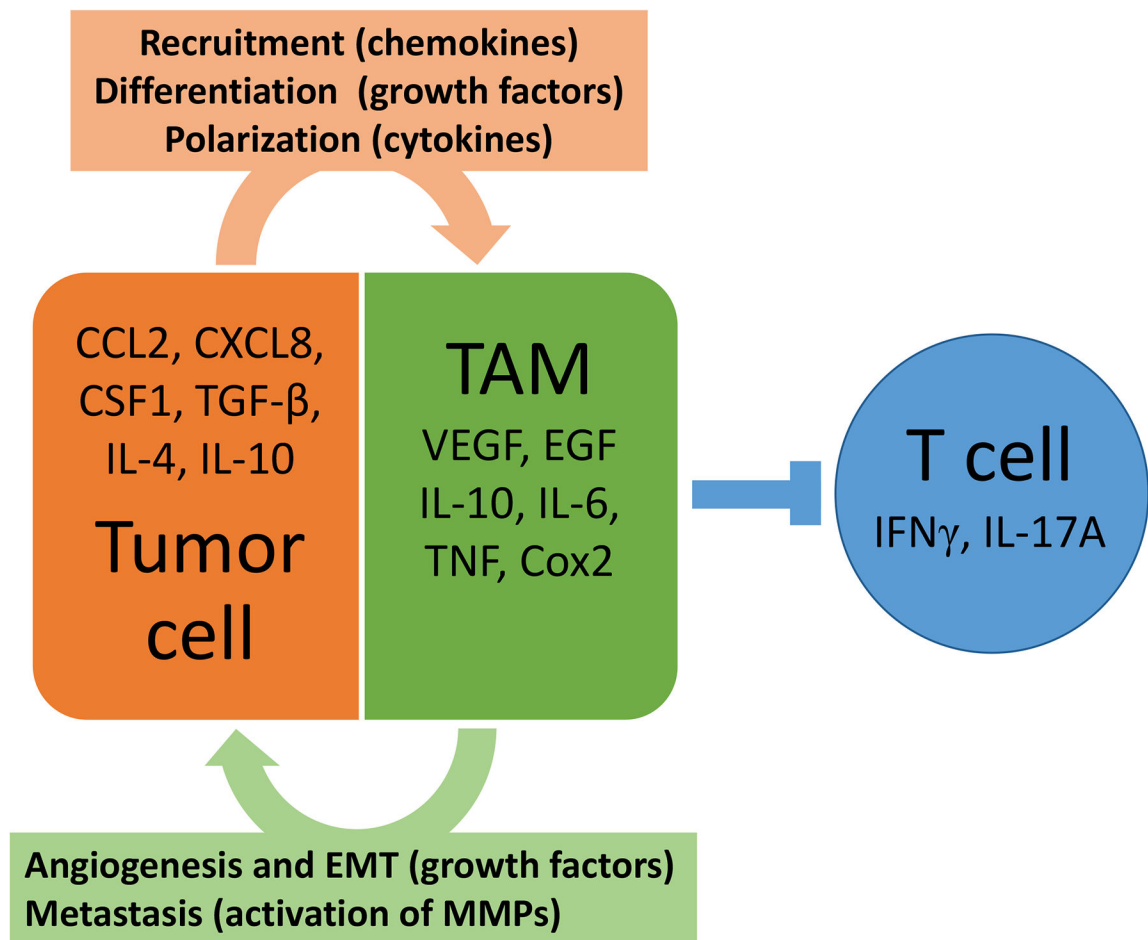 Recruitment (chemokines)
Differentiation  (growth factors)
Polarization (cytokines)
CCL2, CXCL8,
CSF1, TGF-β,
IL-4, IL-10
Tumor
cell
TAM
VEGF, EGF
IL-10, IL-6,
TNF, Cox2
T cell
IFNγ, IL-17A
Angiogenesis and EMT (growth factors)
Metastasis (activation of MMPs)